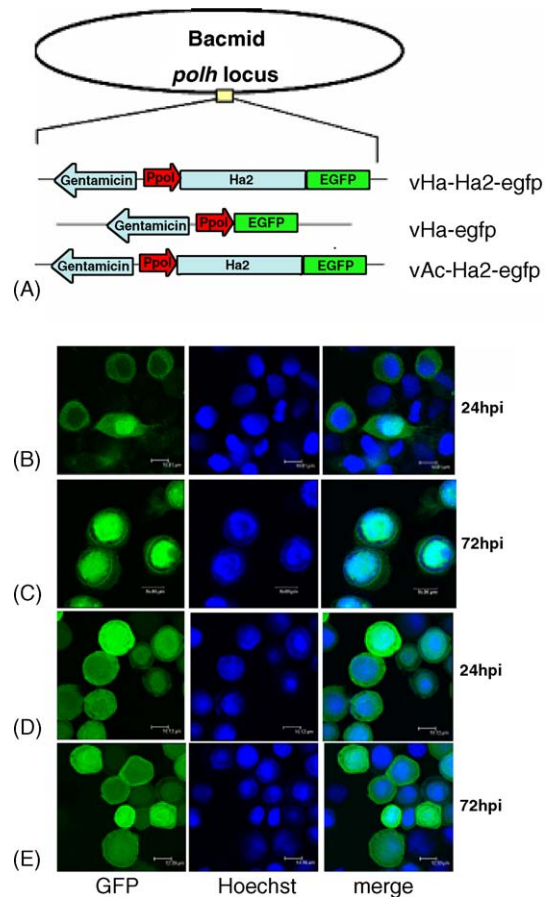 Bacmid
polh locus
Gentamicin Ppol Ha2 EGFP vHa-Ha2-egfp
Gentamicin Ppol EGFP vHa-egfp
Gentamicin Ppol Ha2 EGFP vAc-Ha2-egfp
(A)
24hpi
(B)
72hpi
(C)
24hpi
(D)
72hpi
(E)
GFP Hoechst merge